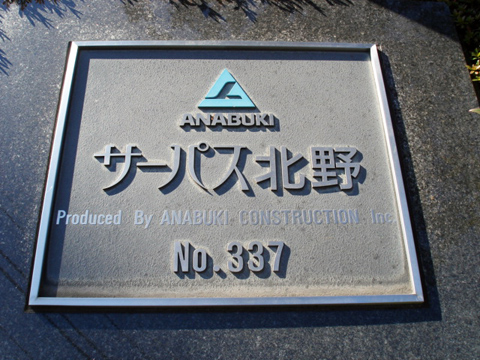 ANABUKI
サーパス北野
Produced By ANABUKI CONSTRUCTION Inc.
No.337